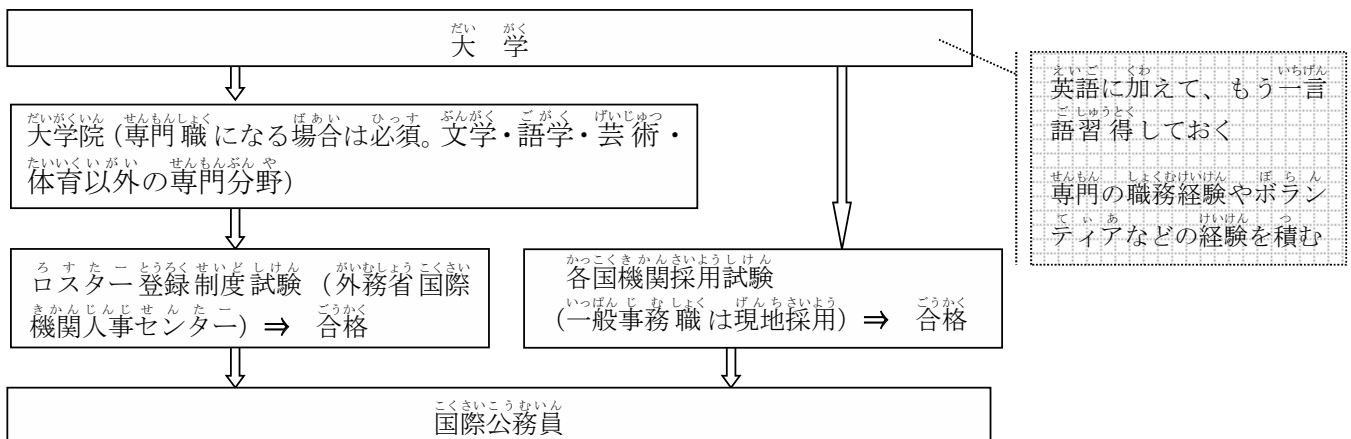 大 学
英語に加えて、もう一言
語習得しておく
専門の職務経験やボラン
ティアなどの経験を積む
大学院(専門職になる場合は必須。文学・語学・芸術・
体育以外の専門分野)
ロスター登録制度試験 (外務省国際
機関人事センター) ⇒ 合格
各国機関採用試験
(一般事務職は現地採用) ⇒ 合格
国際公務員